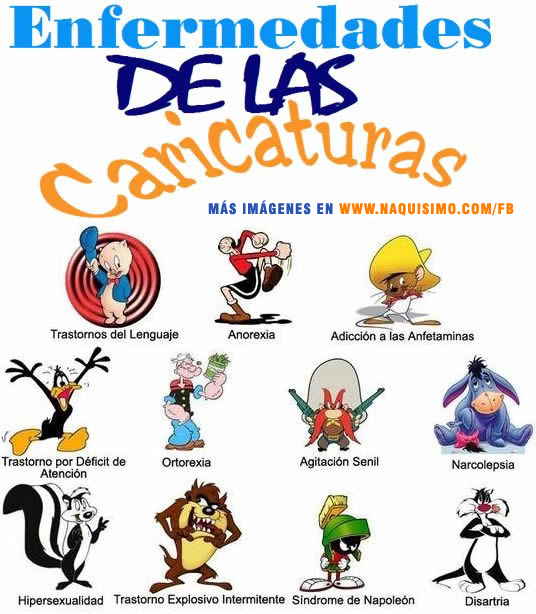 Enfermedades
DE LAS
Caricaturas
MÁS IMÁGENES EN WWW.NAQUISIMO.COM/FB
Trastornos del Lenguaje
Anorexia
Adicción a las Anfetaminas
Trastorno por Déficit de
Atención
Ortorexia
Agitación Senil
Narcolepsia
Hipersexualidad
Trastorno Explosivo Intermitente
Síndrome de Napoleón
Disartria